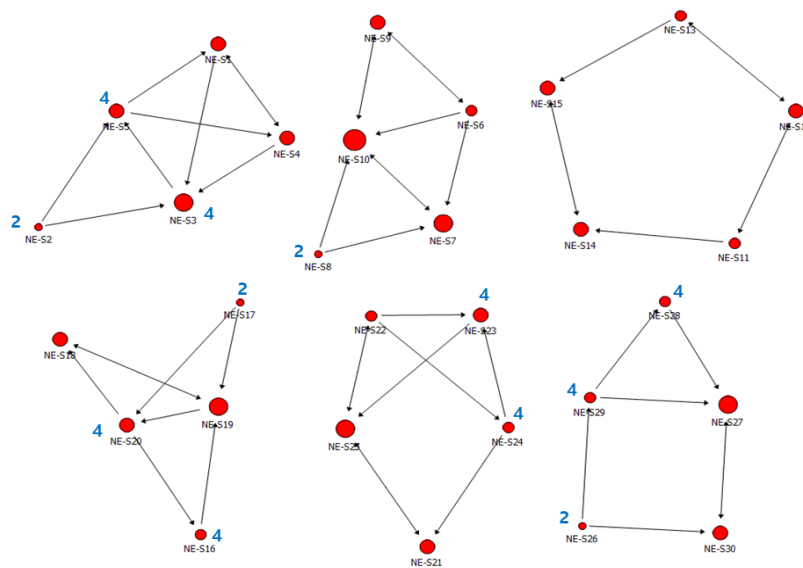 NE-S9
NE-S13
NE-S1
4
NE-S5
NE-S15
NE-S1
NE-S6
NE-S4
NE-S10
NE-S3
4
2
NE-S2
NE-S7
NE-S14
NE-S11
2
NE-S8
2
NE-S17
4
NE-S28
4
NE-S22
NE-S23
NE-S18
4
NE-S29
NE-S27
NE-S19
4
NE-S20
4
NE-S24
NE-S25
4
NE-S16
2
NE-S26
NE-S30
NE-S21